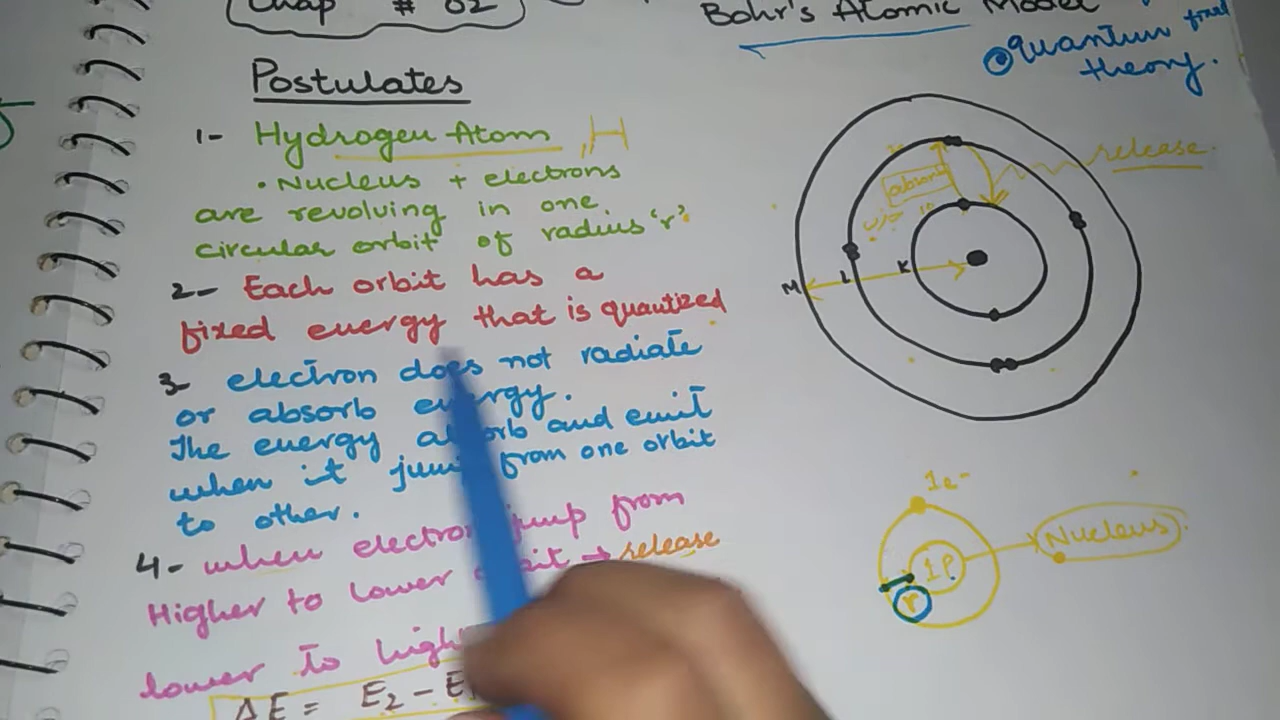 Chap # 02
Bohr's Atomic Model
quantum
theory.
Postulates
1- Hydrogen Atom, H
• Nucleus + electrons
are revolving in one
circular orbit of radius 'r'
2- Each orbit has a
fixed energy that is quantized
3- electron does not radiate
or absorb energy.
The energy absorb and emit
when it jump from one orbit
to other.
4- when electron jump from
Higher to lower orbit → release
lower to high
ΔE = E2 - E
release
absorb
M L K
1e-
1P
r
Nucleus